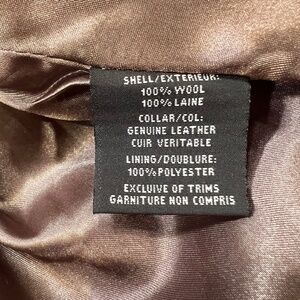 SHELL/EXTERIEUR:
100% WOOL
100% LAINE
COLLAR/COL:
GENUINE LEATHER
CUIR VERITABLE
LINING/DOUBLURE:
100% POLYESTER
EXCLUIVE OF TRIMS
GARNITURE NON COMPRIS